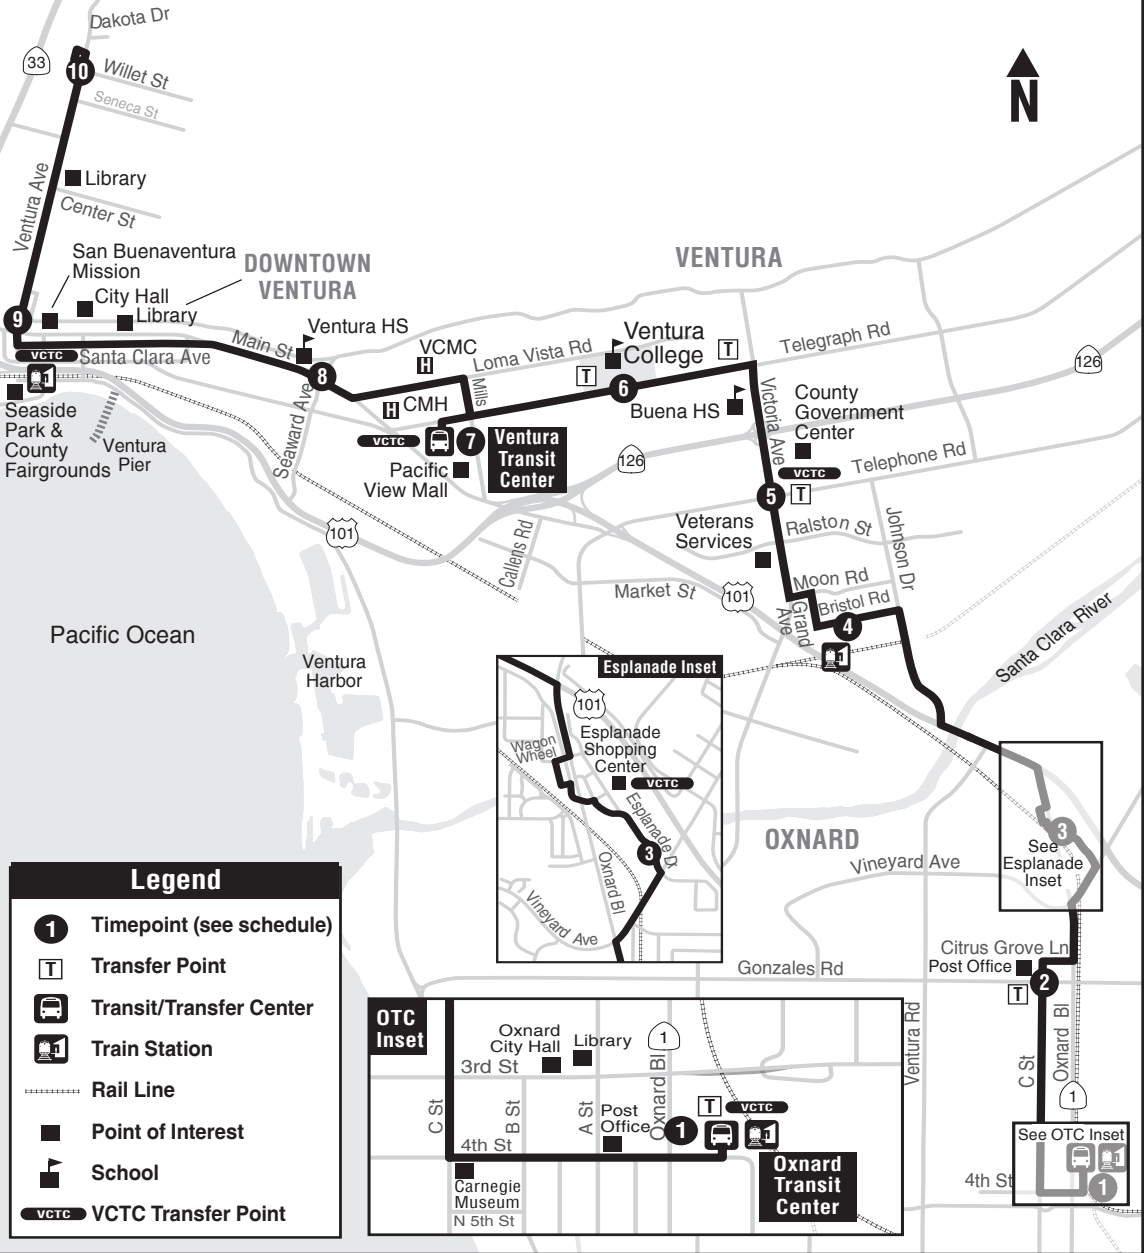 Dakota Dr
33
10
Willet St
Seneca St
N
Ventura Ave
Library
Center St
San Buenaventura
Mission
City Hall
Library
DOWNTOWN
VENTURA
VENTURA
9
VCTC
Santa Clara Ave
Main St
Ventura HS
8
VCMC
H
Loma Vista Rd
Mills
H
CMH
Ventura
College
T
T
6
Telegraph Rd
126
Buena HS
Victoria Ave
County
Government
Center
VCTC
Telephone Rd
Seaside
Park &
County
Fairgrounds
Ventura
Pier
Seaward Ave
VCTC
7
Ventura
Transit
Center
Pacific
View Mall
126
5
T
101
Callens Rd
Veterans
Services
Ralston St
Johnson Dr
Market St
101
Moon Rd
Grand
Ave
Bristol Rd
4
Santa Clara River
Pacific Ocean
Ventura
Harbor
Esplanade Inset
101
Wagon
Wheel
Esplanade
Shopping
Center
VCTC
Esplanade D
3
Oxnard Bl
Vineyard Ave
OXNARD
Vineyard Ave
3
See
Esplanade
Inset
Citrus Grove Ln
Post Office
2
T
Gonzales Rd
Ventura Rd
C St
Oxnard Bl
1
See OTC Inset
4th St
1
Legend
1
Timepoint (see schedule)
T
Transfer Point
Transit/Transfer Center
Train Station
Rail Line
Point of Interest
School
VCTC
VCTC Transfer Point
OTC
Inset
Oxnard
City Hall
Library
1
3rd St
C St
B St
A St
Oxnard Bl
Post
Office
1
T
VCTC
4th St
Carnegie
Museum
N 5th St
Oxnard
Transit
Center